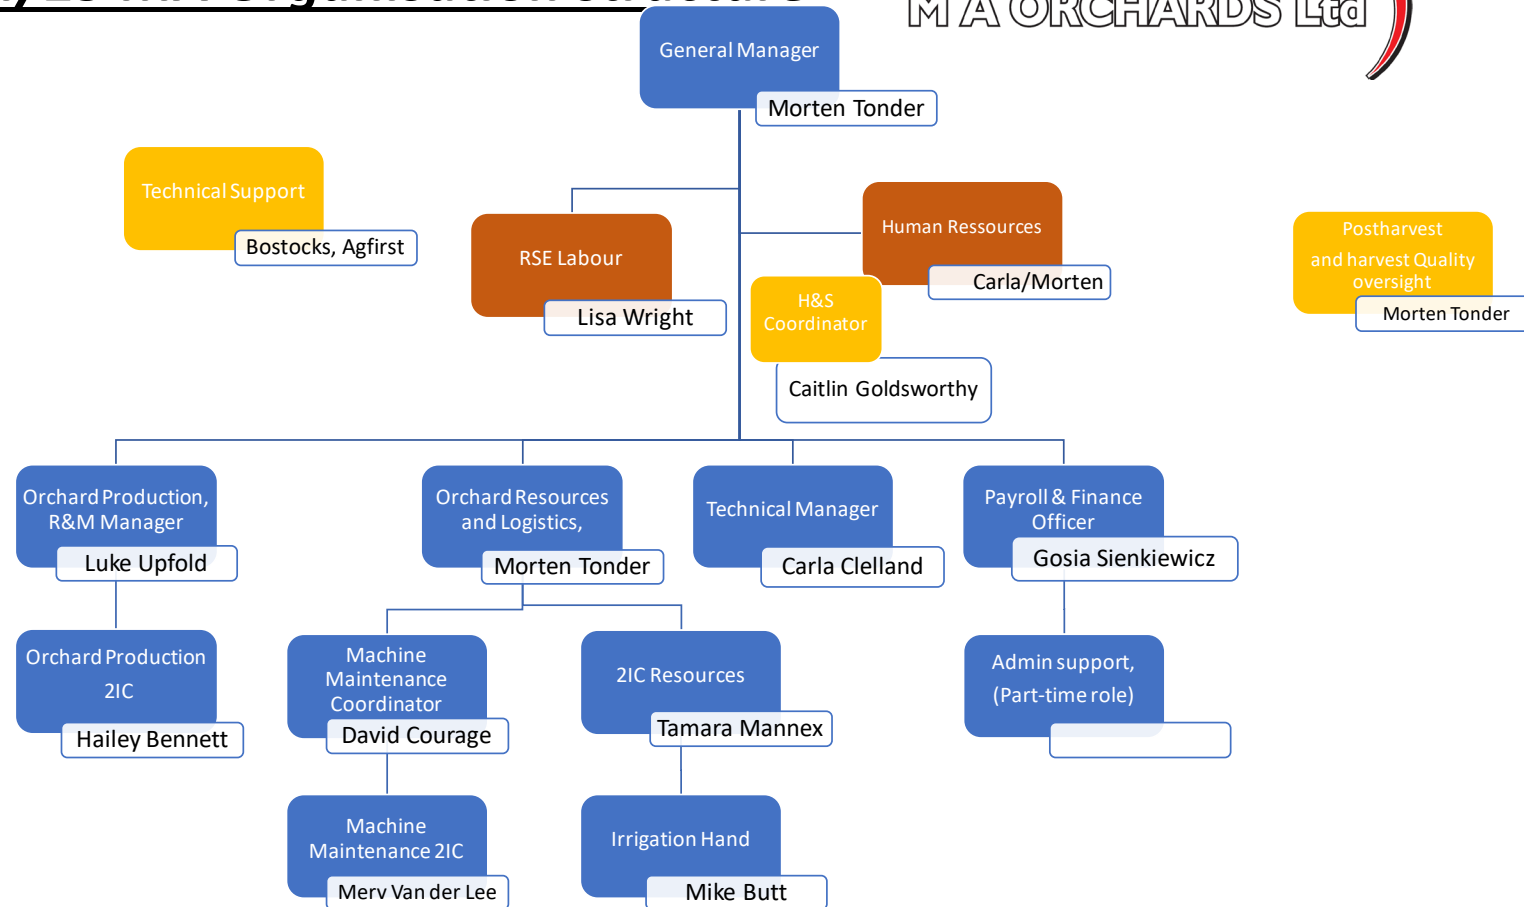 M A ORCHARDS Ltd
General Manager
Morten Tonder
Technical Support
Bostocks, Agfirst
RSE Labour
Lisa Wright
Human Ressources
Carla/Morten
H&S
Coordinator
Caitlin Goldsworthy
Postharvest
and harvest Quality
oversight
Morten Tonder
Orchard Production,
R&M Manager
Luke Upfold
Orchard Resources
and Logistics,
Morten Tonder
Technical Manager
Carla Clelland
Payroll & Finance
Officer
Gosia Sienkiewicz
Orchard Production
2IC
Hailey Bennett
Machine
Maintenance
Coordinator
David Courage
2IC Resources
Tamara Mannex
Admin support,
(Part-time role)
Machine
Maintenance 2IC
Merv Van der Lee
Irrigation Hand
Mike Butt